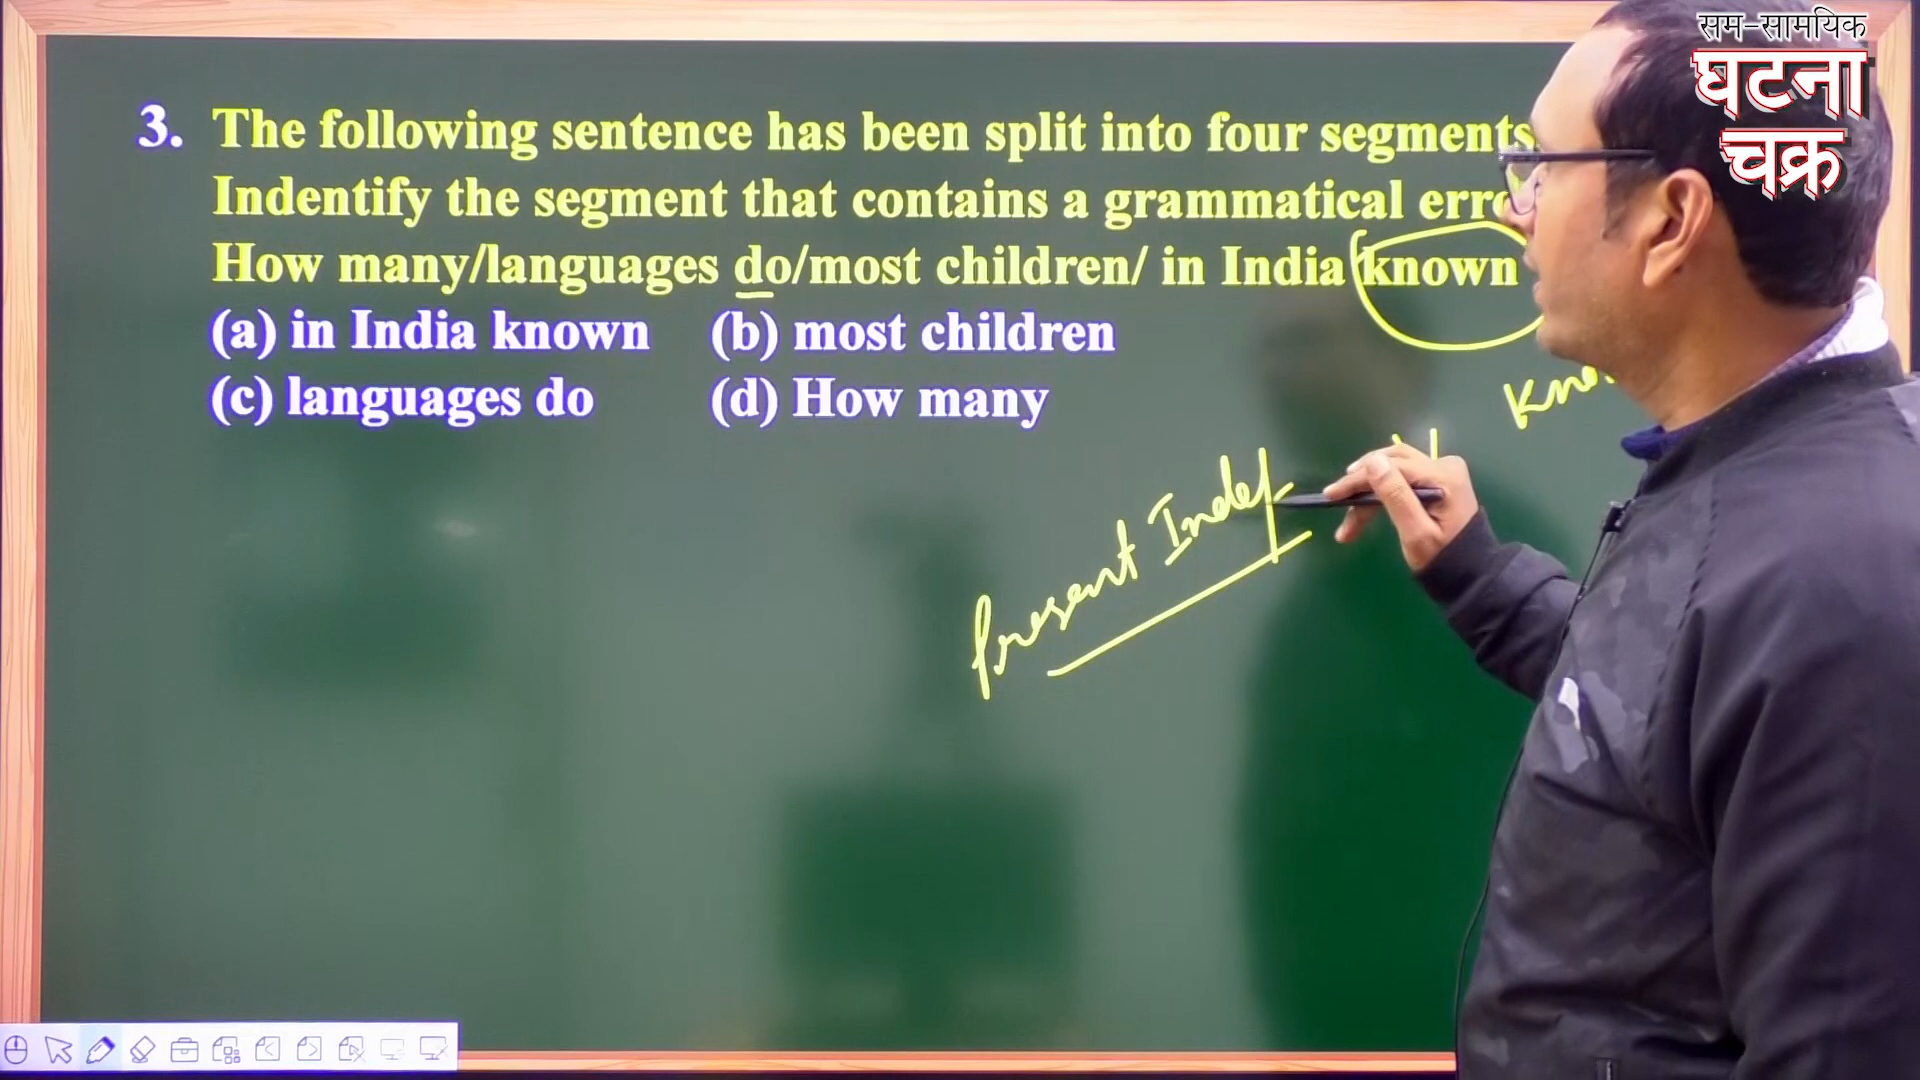 सम-सामयिक
घटना
चक्र
3. The following sentence has been split into four segments.
Indentify the segment that contains a grammatical
How many/languages do/most children/ in India known
(a) in India known (b) most children
(c) languages do (d) How many
Present Indef